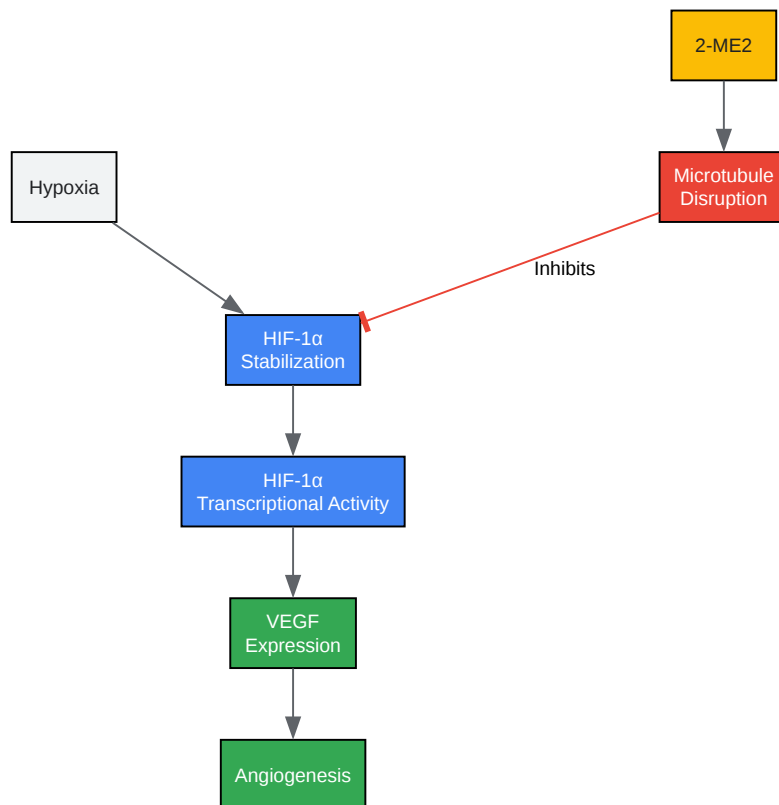 2-ME2
Hypoxia
Microtubule
Disruption
Inhibits
HIF-1α
Stabilization
HIF-1α
Transcriptional Activity
VEGF
Expression
Angiogenesis